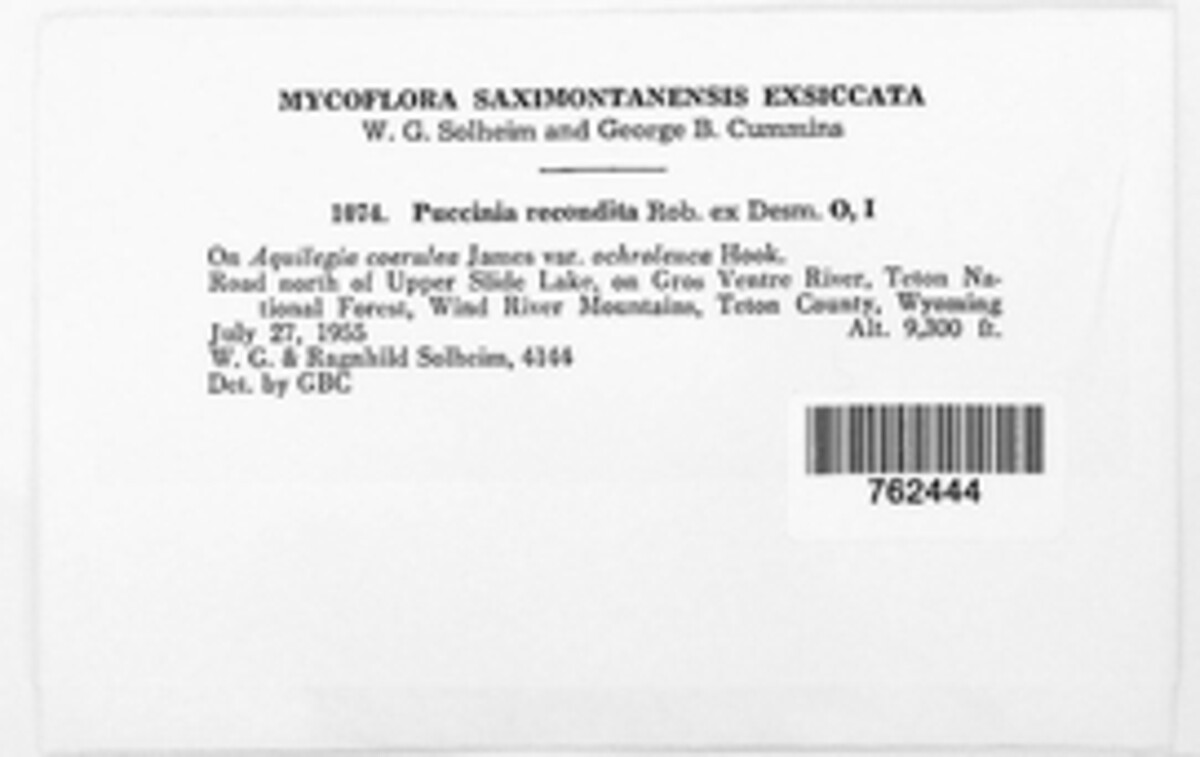 MYCOFLORA SAXIMONTANENSIS EXSICCATA
W. G. Solheim and George B. Cummins
1074. Puccinia recondita Rob. ex Desm. O, I
On Aquilegia coerulea James var. ochroleuca Hook.
Road north of Upper Slide Lake, on Gros Ventre River, Teton Na-
tional Forest, Wind River Mountains, Teton County, Wyoming
July 27, 1955 Alt. 9,300 ft.
W. G. & Ragnhild Solheim, 4144
Det. by GBC
762444